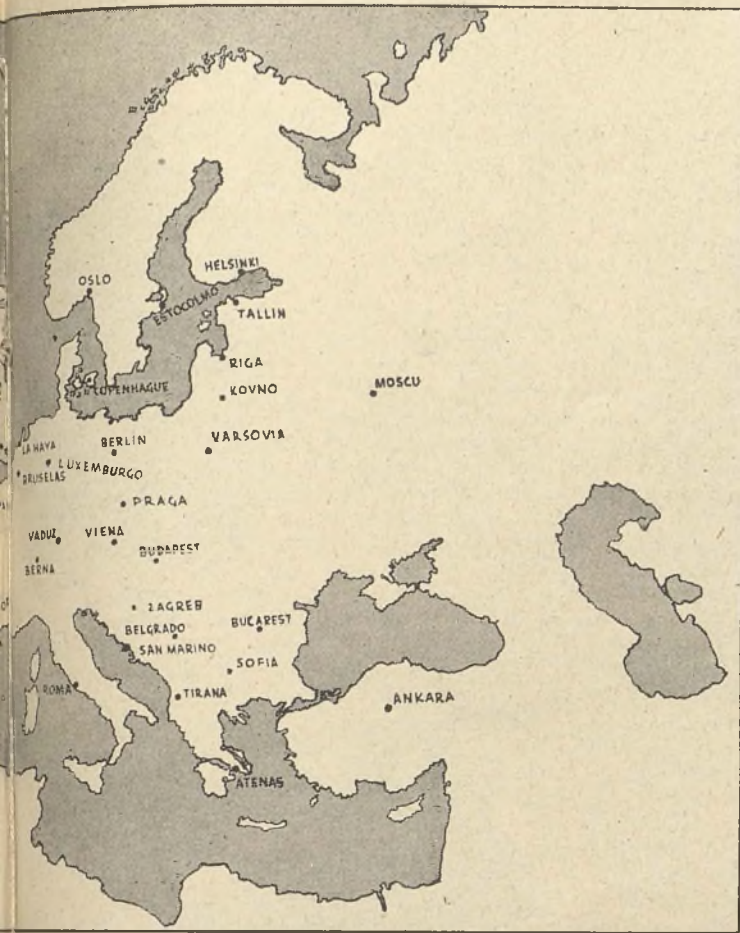 HELSINKI
OSLO
ESTOCOLMO
TALLIN
RIGA
COPENHAGUE
KOVNO
MOSCU
LA HAYA
BERLIN
VARSOVIA
LUXEMBURGO
BRUSELAS
PRAGA
VADUZ
VIENA
BUDAPEST
BERNA
ZAGREB
BELGRADO
BUCAREST
SAN MARINO
SOFIA
ROMA
TIRANA
ANKARA
ATENAS